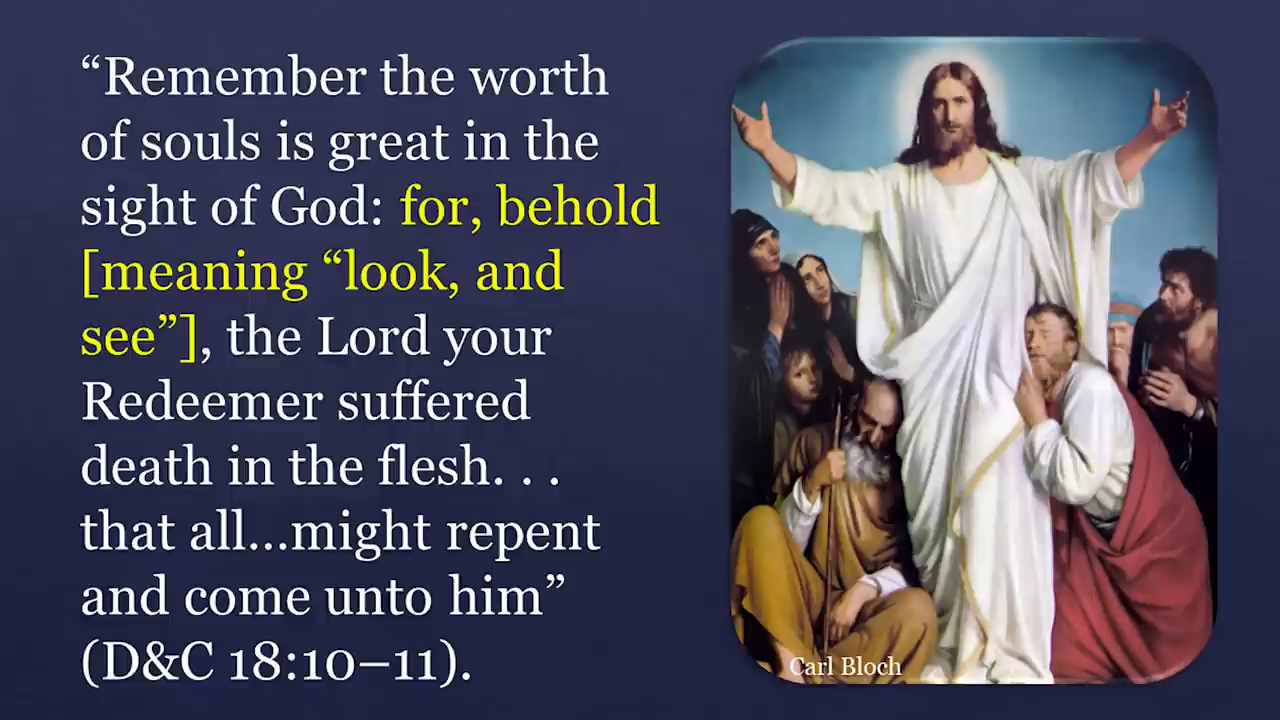 “Remember the worth
of souls is great in the
sight of God: for, behold
[meaning “look, and
see”], the Lord your
Redeemer suffered
death in the flesh. . .
that all...might repent
and come unto him”
(D&C 18:10–11).
Carl Bloch